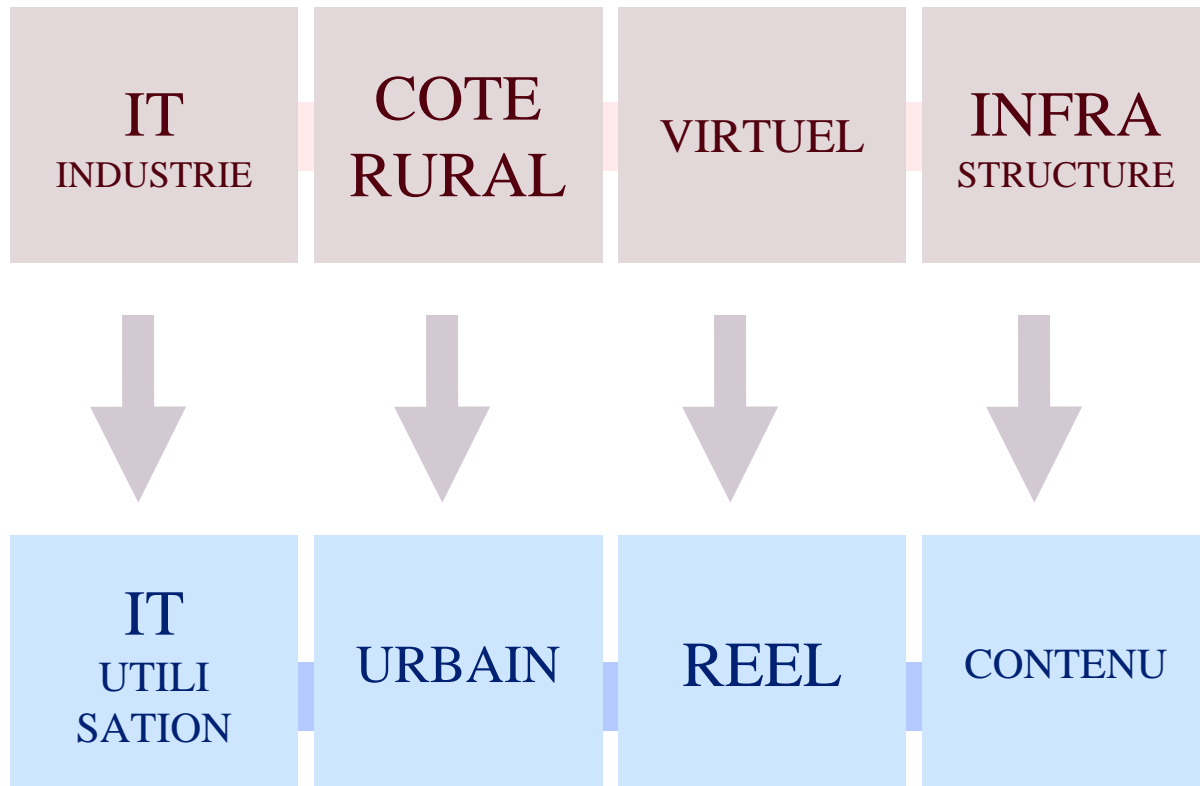 IT
INDUSTRIE
COTE
RURAL
VIRTUEL
INFRA
STRUCTURE
IT
UTILI
SATION
URBAIN
REEL
CONTENU